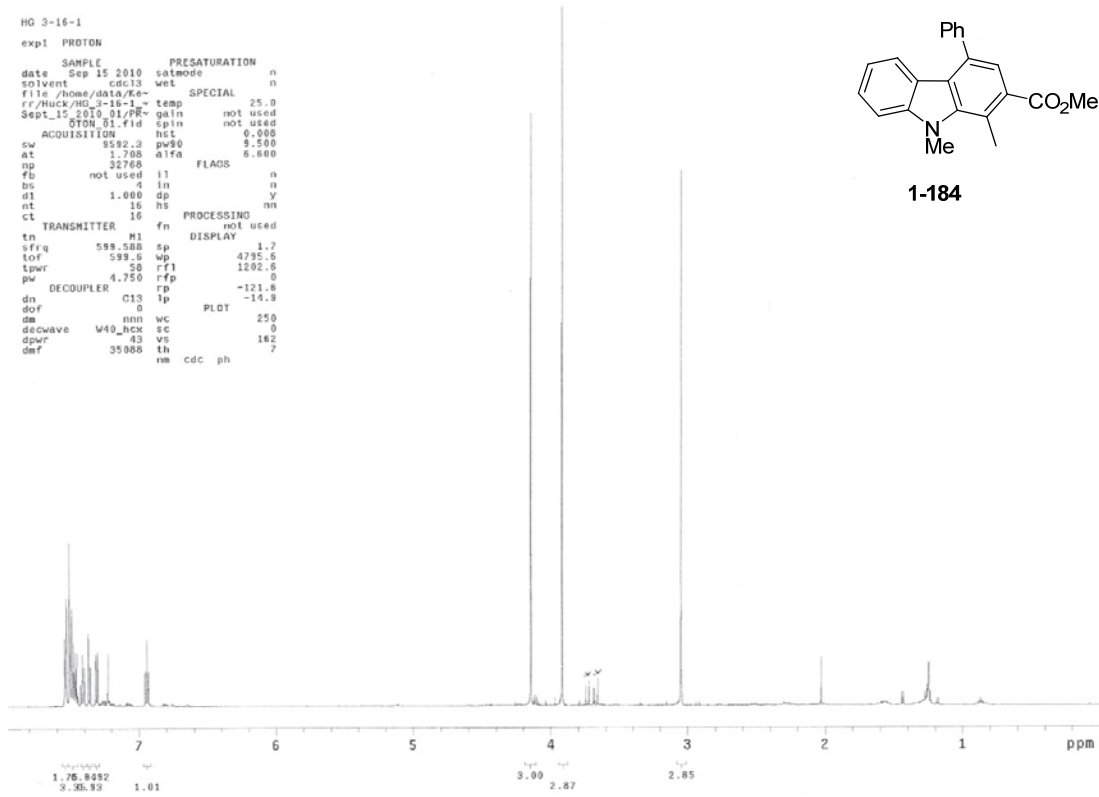 HG 3-16-1
exp1 PROTON
SAMPLE PRESATURATION
date Sep 15 2010 satmode n
solvent cdcl3 wet n
file /home/data/Ke~ SPECIAL
rr/Huck/HG_3-16-1_~ temp 25.0
Sept_15_2010_01/PR~ gain not used
OTON_01.fid spin not used
ACQUISITION hst 0.008
sw 9592.3 pw90 9.500
at 1.708 alfa 6.600
np 32768 FLAGS
fb not used il n
bs 4 in n
d1 1.000 dp y
nt 16 hs nn
ct 16 PROCESSING
TRANSMITTER fn not used
tn H1 DISPLAY
sfrq 599.588 sp 1.7
tof 599.6 wp 4795.6
tpwr 58 rfl 1202.6
pw 4.750 rfp 0
DECOUPLER rp -121.6
dn C13 lp -14.9
dof 0 PLOT
dm nnn wc 250
decwave W40_hcx sc 0
dpwr 43 vs 162
dmf 35088 th 7
nm cdc ph
Ph
CO2Me
N
Me
1-184
7 6 5 4 3 2 1 ppm
1.01
3.00
2.87
2.85